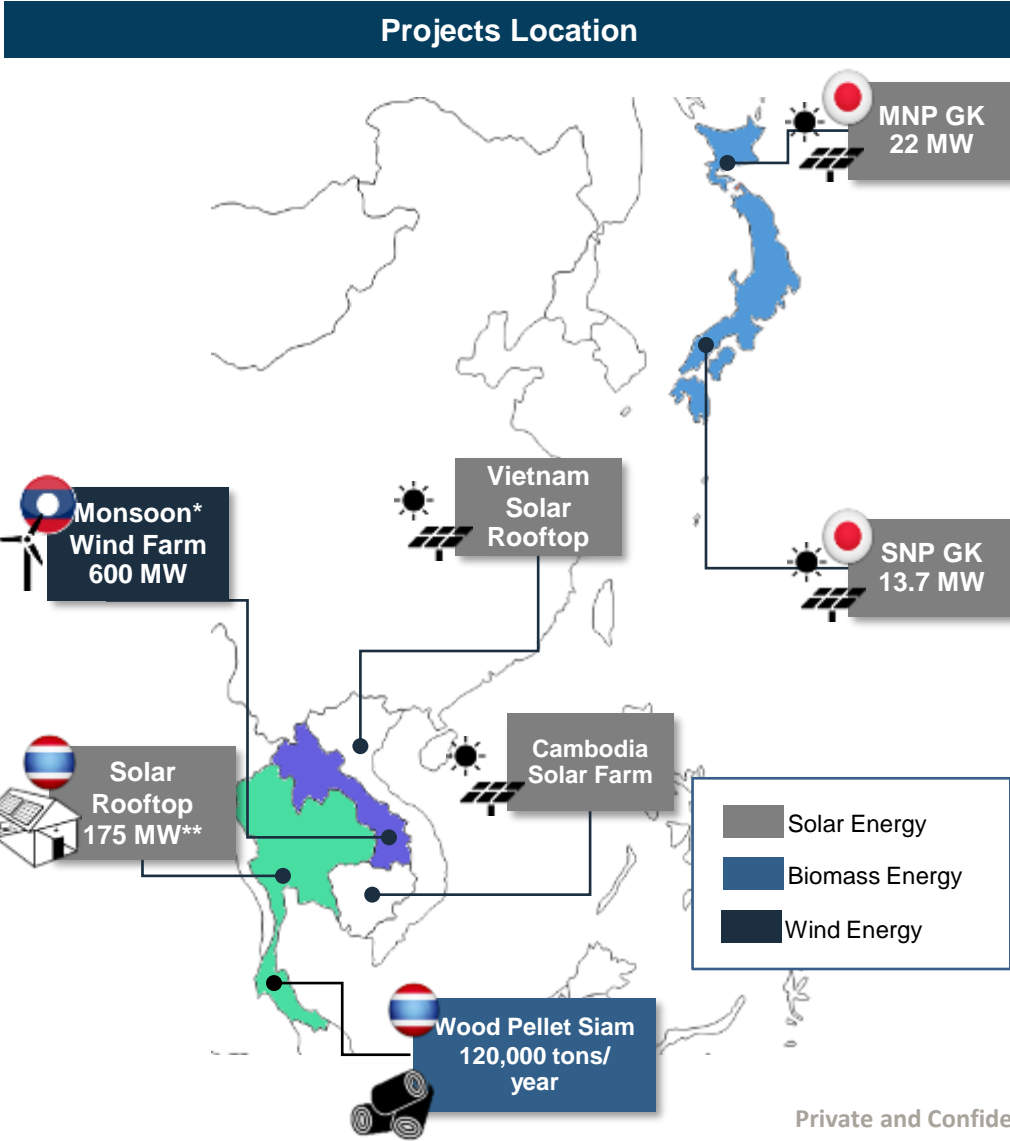 Projects Location
MNP GK
22 MW
Vietnam
Solar
Rooftop
Monsoon*
Wind Farm
600 MW
SNP GK
13.7 MW
Cambodia
Solar Farm
Solar
Rooftop
175 MW**
Solar Energy
Biomass Energy
Wind Energy
Wood Pellet Siam
120,000 tons/
year
Private and Confide